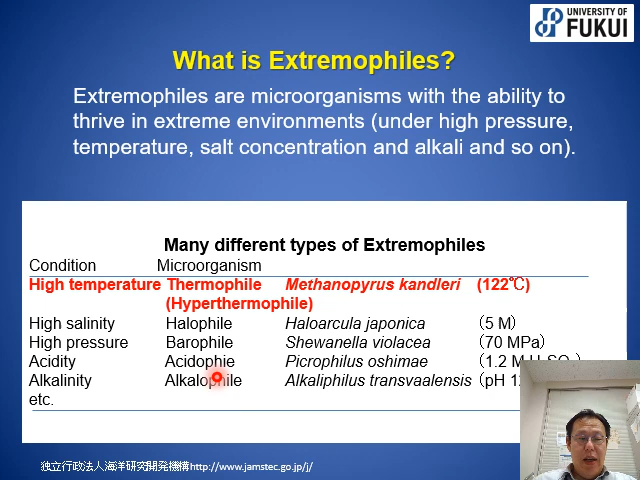 UNIVERSITY OF
FUKUI
What is Extremophiles?
Extremophiles are microorganisms with the ability to
thrive in extreme environments (under high pressure,
temperature, salt concentration and alkali and so on).
Many different types of Extremophiles
Condition Microorganism
High temperature Thermophile Methanopyrus kandleri (122℃)
(Hyperthermophile)
High salinity Halophile Haloarcula japonica (5 M)
High pressure Barophile Shewanella violacea (70 MPa)
Acidity Acidophie Picrophilus oshimae (1.2 M
Alkalinity Alkalophile Alkaliphilus transvaalensis (pH
etc.
独立行政法人海洋研究開発機構http://www.jamstec.go.jp/j/